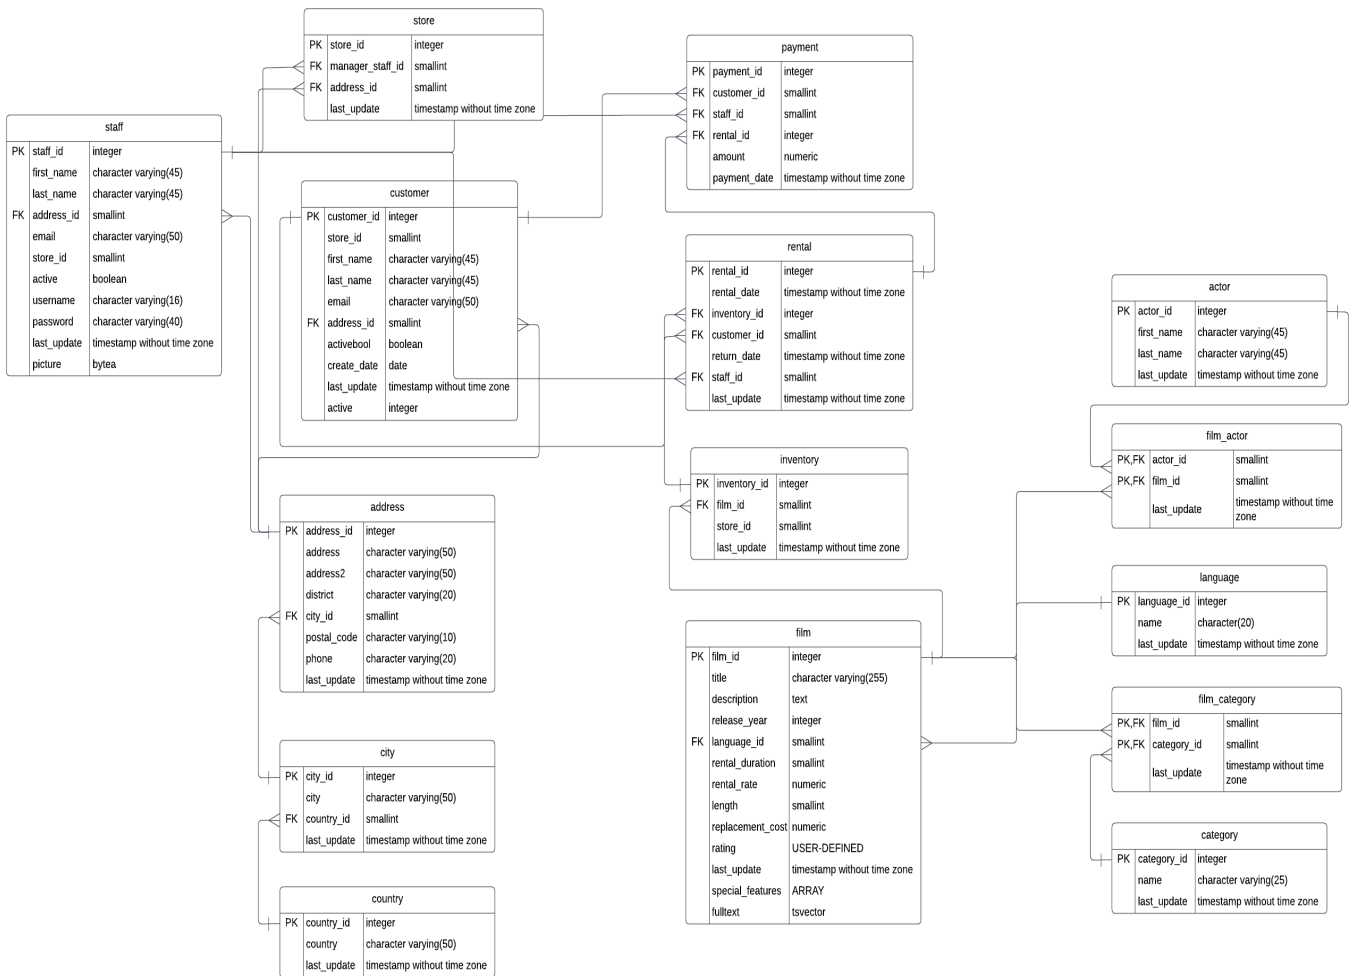 store
PK store_id integer
FK manager_staff_id smallint
FK address_id smallint
last_update timestamp without time zone
payment
PK payment_id integer
FK customer_id smallint
FK staff_id smallint
FK rental_id integer
amount numeric
payment_date timestamp without time zone
staff
PK staff_id integer
first_name character varying(45)
last_name character varying(45)
FK address_id smallint
email character varying(50)
store_id smallint
active boolean
username character varying(16)
password character varying(40)
last_update timestamp without time zone
picture bytea
customer
PK customer_id integer
store_id smallint
first_name character varying(45)
last_name character varying(45)
email character varying(50)
FK address_id smallint
activebool boolean
create_date date
last_update timestamp without time zone
active integer
rental
PK rental_id integer
rental_date timestamp without time zone
FK inventory_id integer
FK customer_id smallint
return_date timestamp without time zone
FK staff_id smallint
last_update timestamp without time zone
actor
PK actor_id integer
first_name character varying(45)
last_name character varying(45)
last_update timestamp without time zone
film_actor
PK,FK actor_id smallint
PK,FK film_id smallint
last_update timestamp without time
zone
inventory
PK inventory_id integer
FK film_id smallint
store_id smallint
last_update timestamp without time zone
address
PK address_id integer
address character varying(50)
address2 character varying(50)
district character varying(20)
FK city_id smallint
postal_code character varying(10)
phone character varying(20)
last_update timestamp without time zone
language
PK language_id integer
name character(20)
last_update timestamp without time zone
film
PK film_id integer
title character varying(255)
description text
release_year integer
FK language_id smallint
rental_duration smallint
rental_rate numeric
length smallint
replacement_cost numeric
rating USER-DEFINED
last_update timestamp without time zone
special_features ARRAY
fulltext tsvector
film_category
PK,FK film_id smallint
PK,FK category_id smallint
last_update timestamp without time
zone
city
PK city_id integer
city character varying(50)
FK country_id smallint
last_update timestamp without time zone
category
PK category_id integer
name character varying(25)
last_update timestamp without time zone
country
PK country_id integer
country character varying(50)
last_update timestamp without time zone